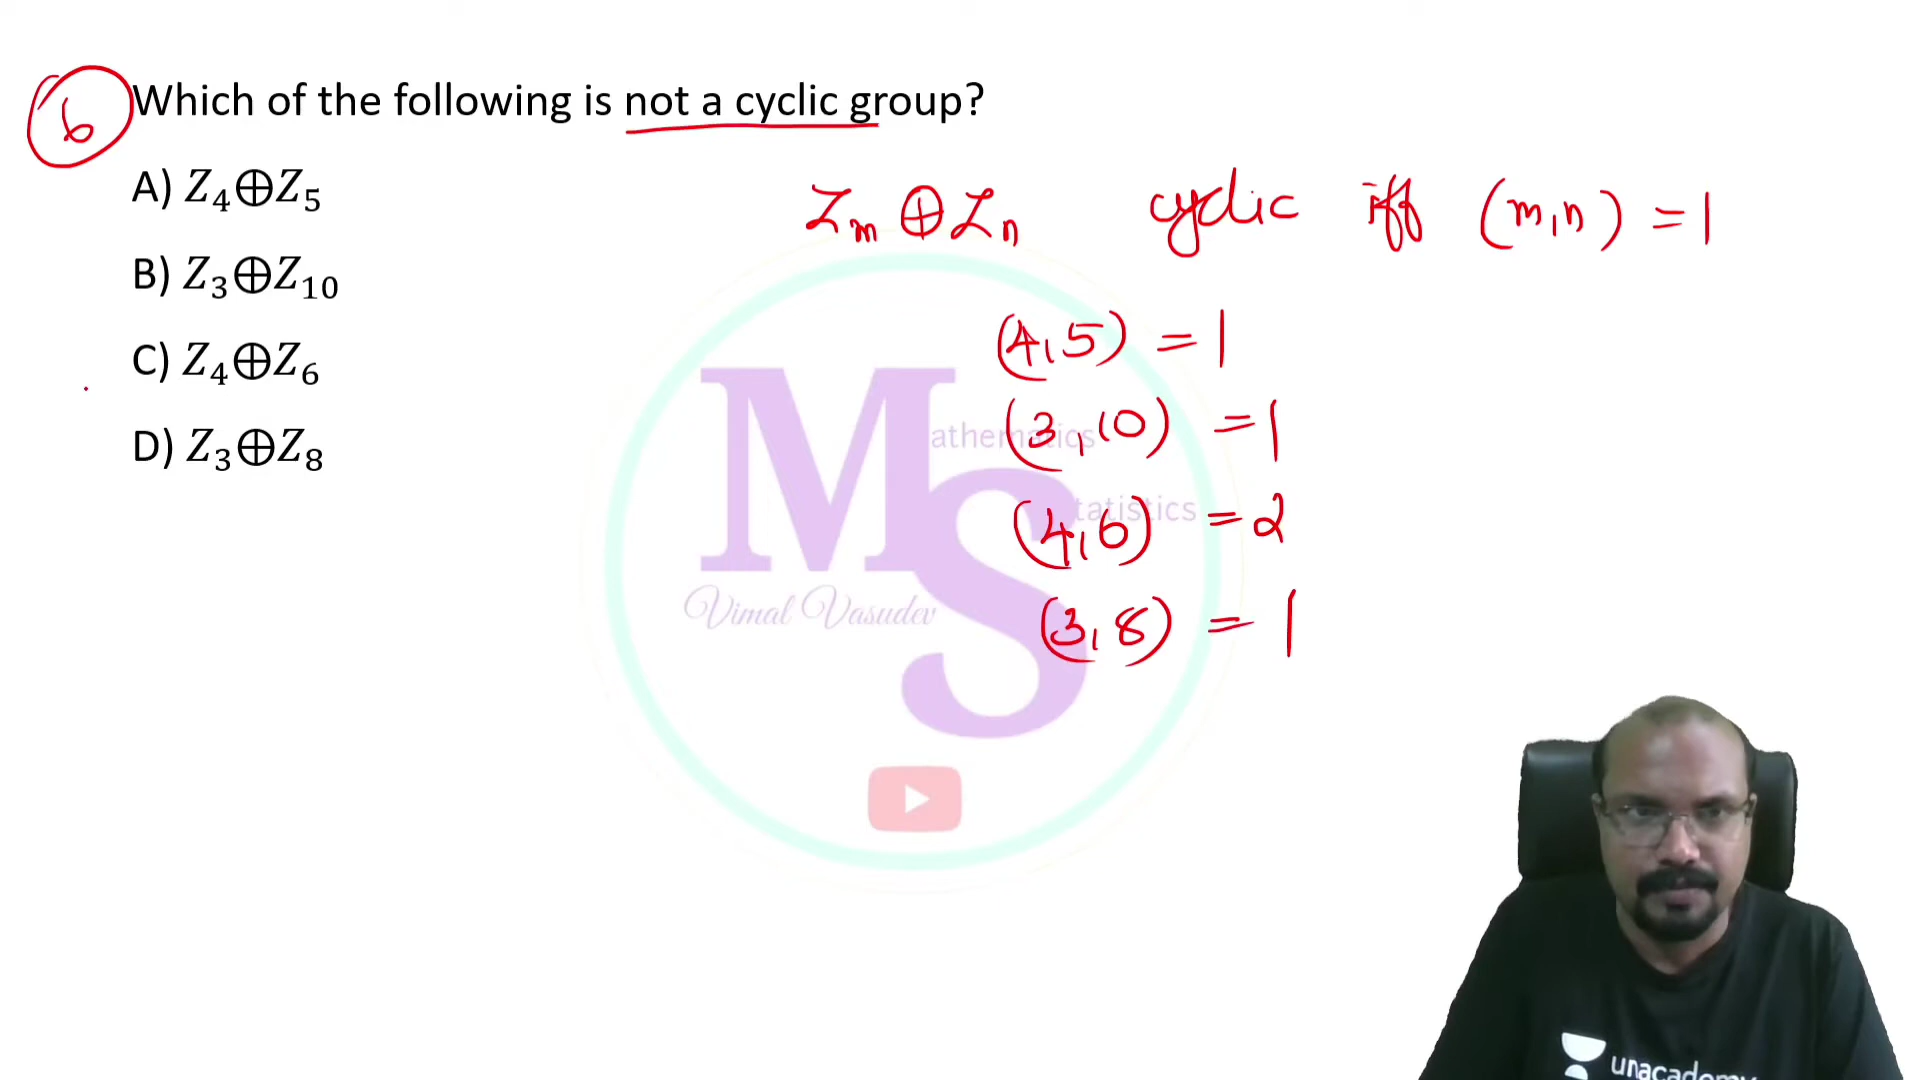 6
Which of the following is not a cyclic group?
A) Z₄⊕Z₅
B) Z₃⊕Z₁₀
C) Z₄⊕Z₆
D) Z₃⊕Z₈
Zₘ ⊕ Zₙ cyclic iff (m,n) = 1
(4,5) = 1
(3,10) = 1
(4,6) = 2
(3,8) = 1
M
athematics
S
tatistics
Vimal Vasudev
unacademy